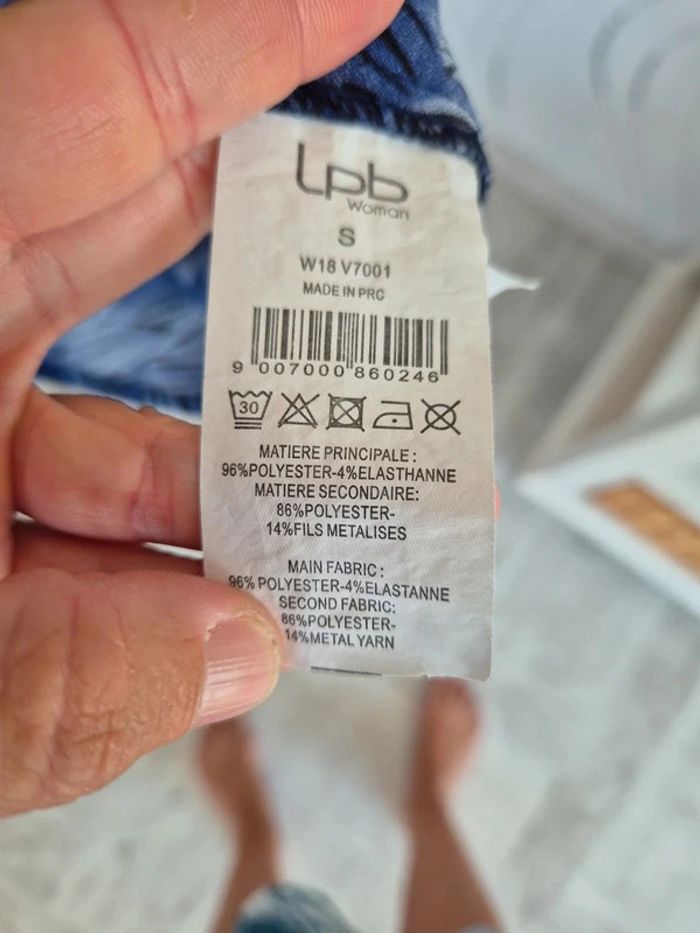 Lpb
Woman
S
W18 V7001
MADE IN PRC
9 007000 860246
30
MATIERE PRINCIPALE :
96%POLYESTER-4%ELASTHANNE
MATIERE SECONDAIRE:
86%POLYESTER-
14%FILS METALISES
MAIN FABRIC :
96% POLYESTER-4%ELASTANNE
SECOND FABRIC:
86%POLYESTER-
14%METAL YARN